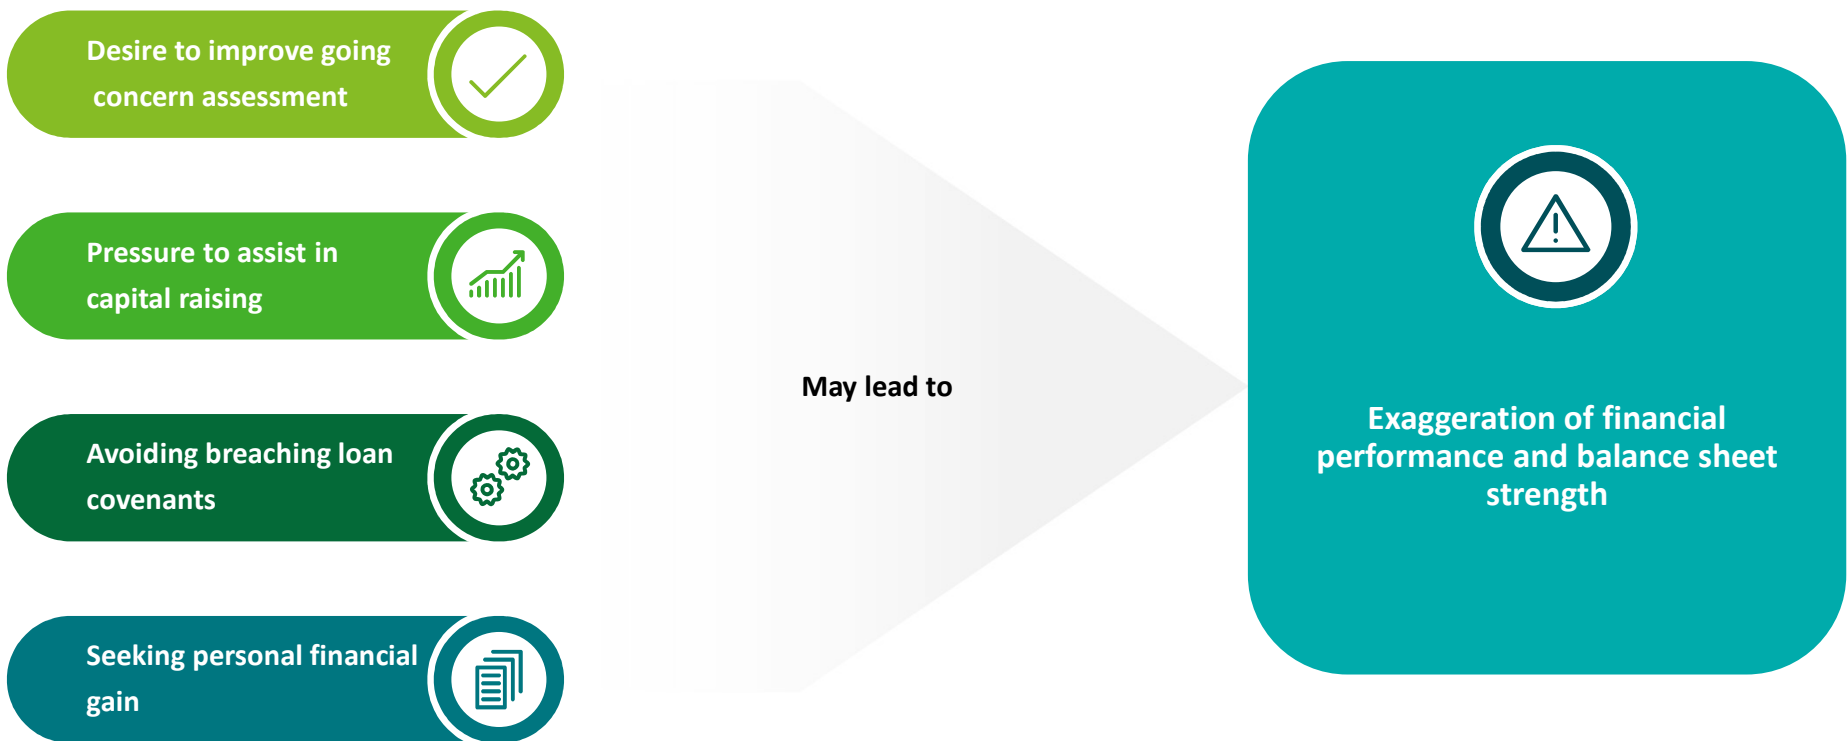 Desire to improve going
concern assessment
Pressure to assist in
capital raising
Avoiding breaching loan
covenants
Seeking personal financial
gain
May lead to
Exaggeration of financial
performance and balance sheet
strength